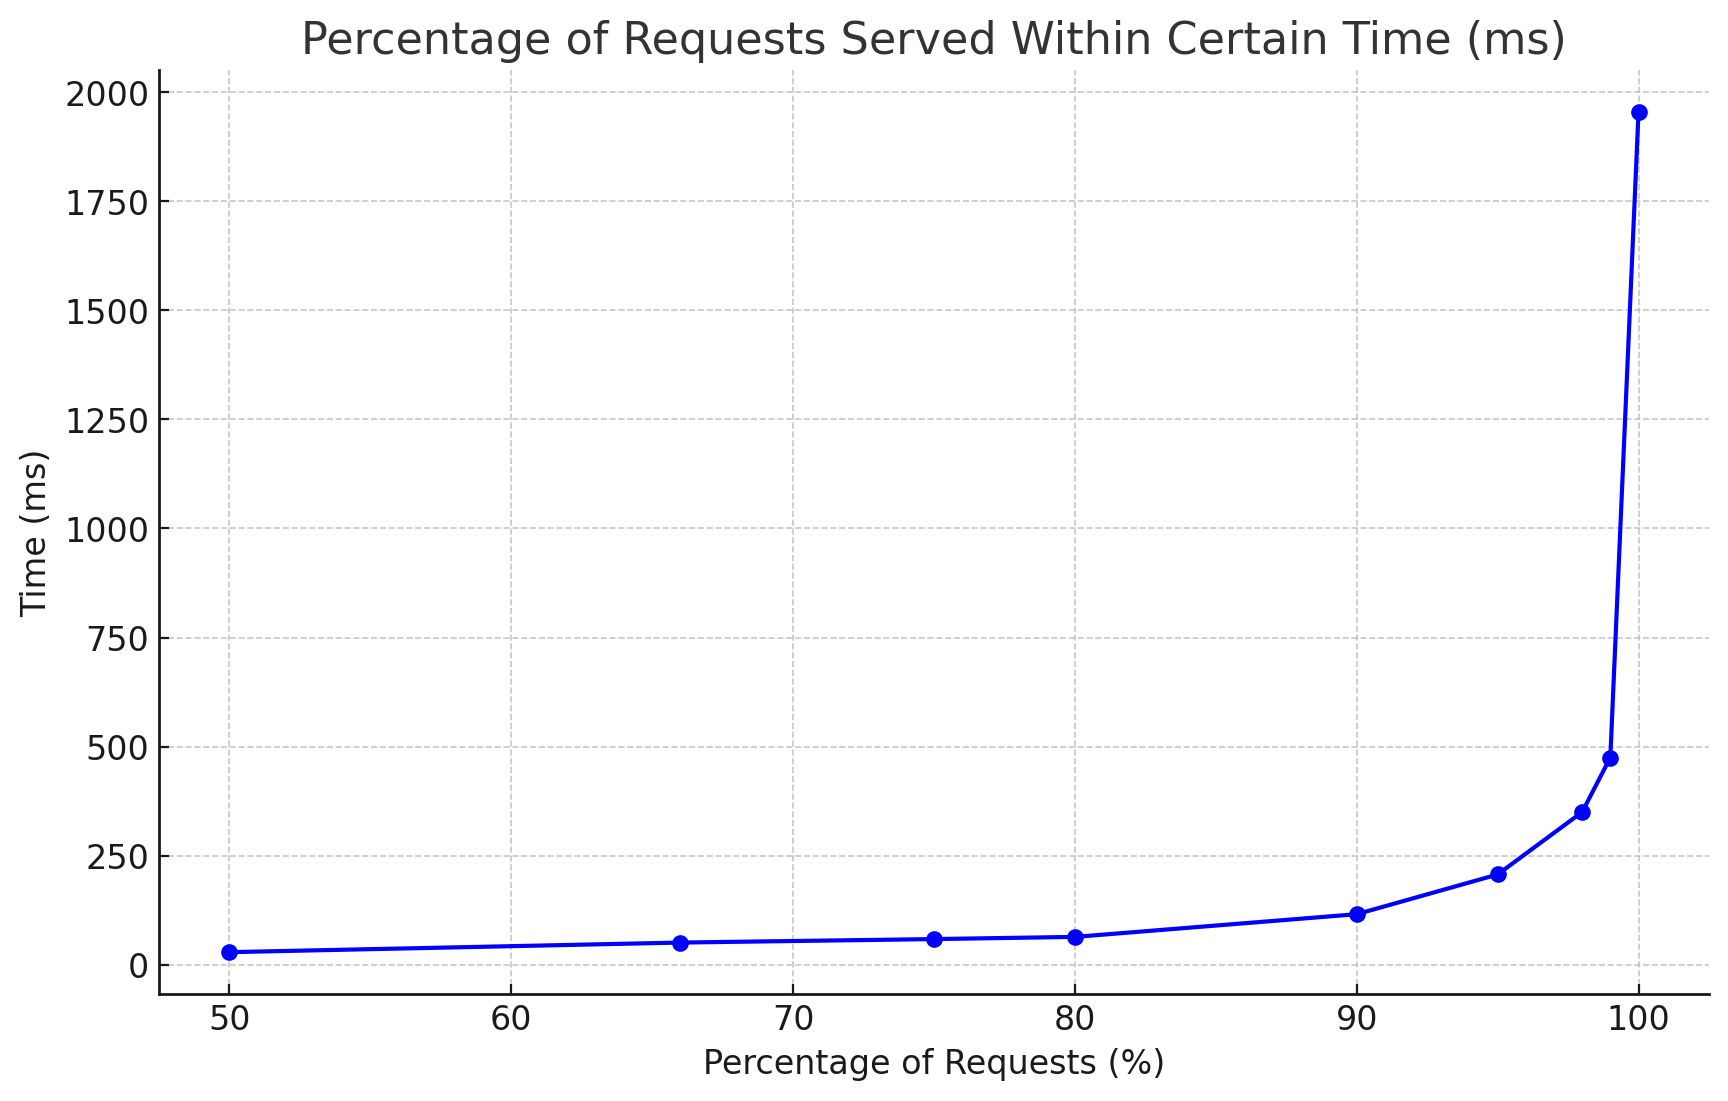 Percentage of Requests Served Within Certain Time (ms)
2000
1750
1500
1250
1000
750
500
250
0
Time (ms)
50 60 70 80 90 100
Percentage of Requests (%)